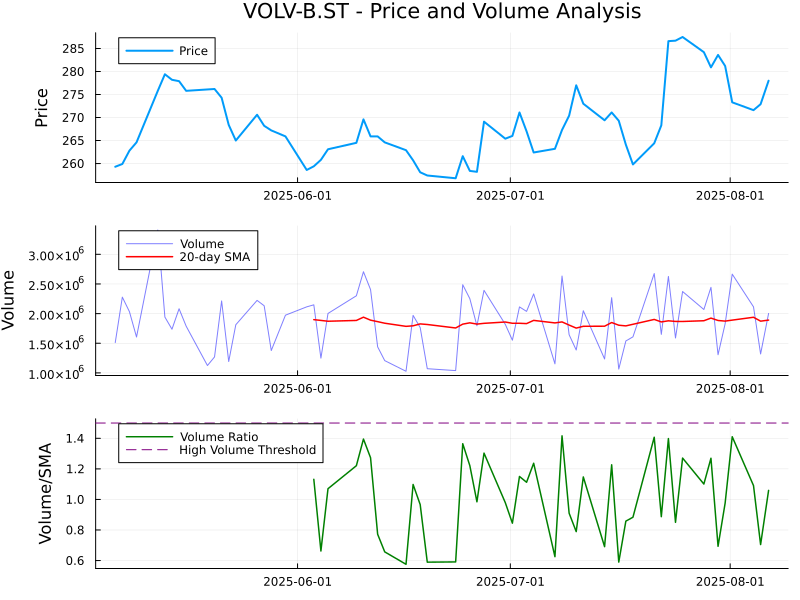 VOLV-B.ST - Price and Volume Analysis
Price
285
280
275
270
265
260
Price
2025-06-01
2025-07-01
2025-08-01
Volume
20-day SMA
3.00×10⁶
2.50×10⁶
2.00×10⁶
1.50×10⁶
1.00×10⁶
Volume
2025-06-01
2025-07-01
2025-08-01
Volume Ratio
High Volume Threshold
1.4
1.2
1.0
0.8
0.6
Volume/SMA
2025-06-01
2025-07-01
2025-08-01